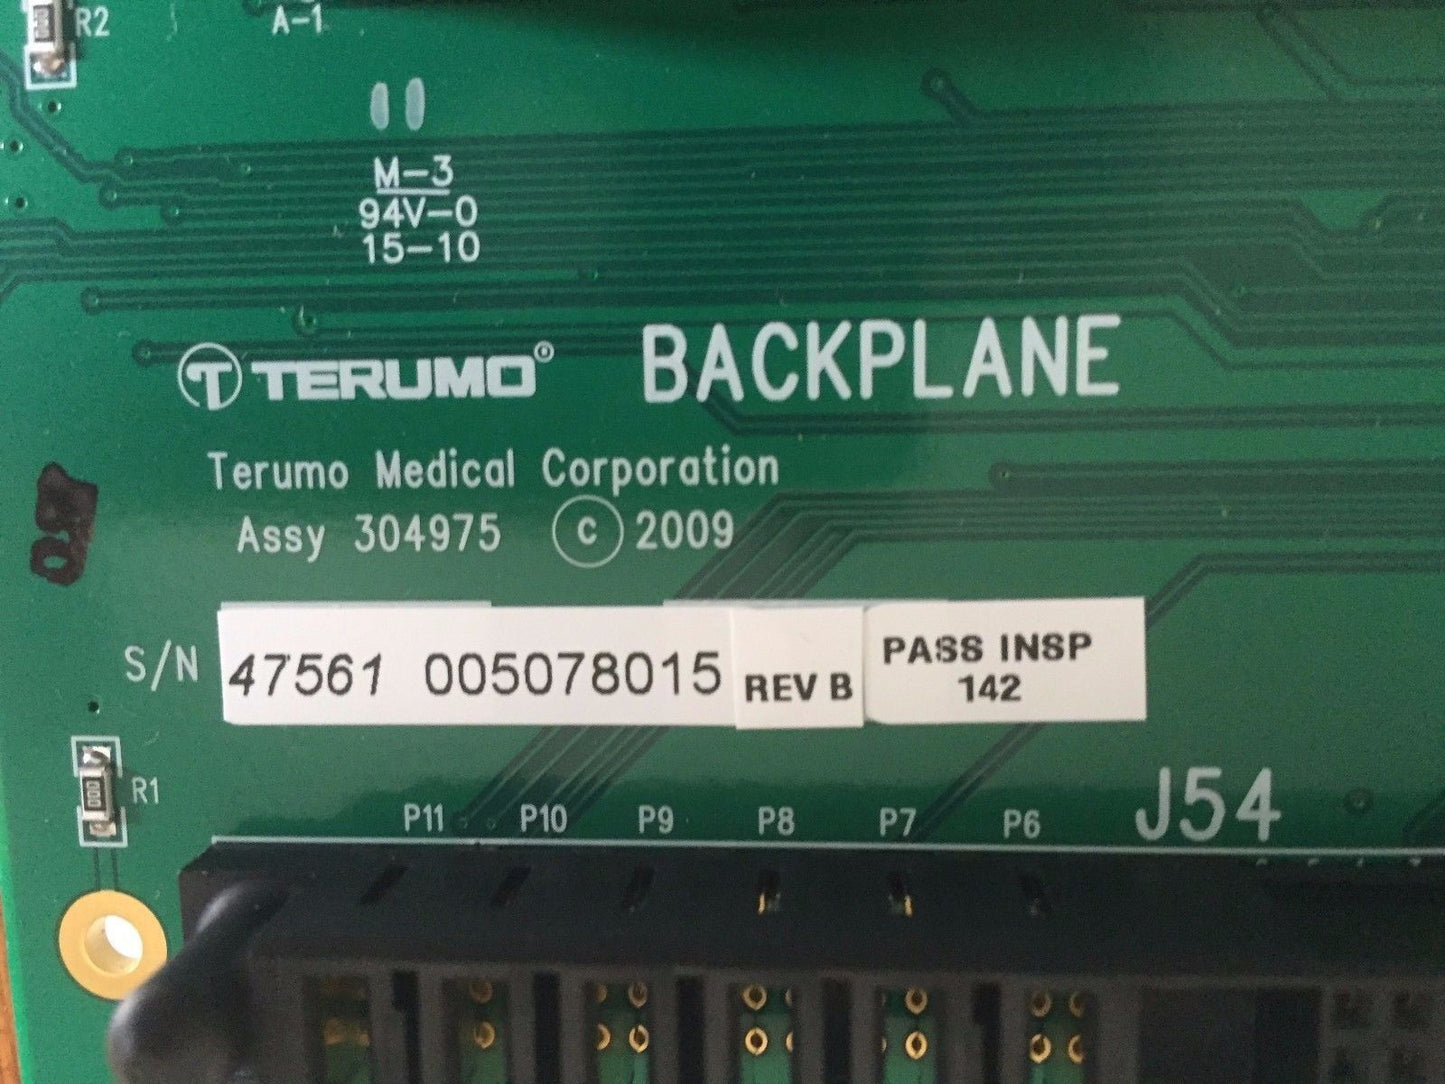 R2
A-1
M-3
94V-0
15-10
TERUMO® BACKPLANE
Terumo Medical Corporation
Assy 304975 © 2009
S/N 47561 005078015 REV B PASS INSP
142
R1
000
P11 P10 P9 P8 P7 P6
J54